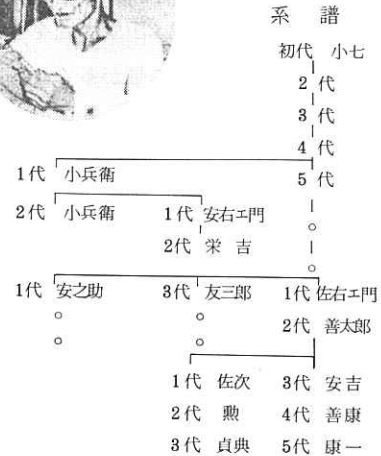 系譜
初代 小七
2代
3代
4代
1代 小兵衛 5代
2代 小兵衛 1代 安右エ門
2代 栄吉
1代 安之助 3代 友三郎 1代 佐右エ門
2代 善太郎
1代 佐次 3代 安吉
2代 勲 4代 善康
3代 貞典 5代 康一